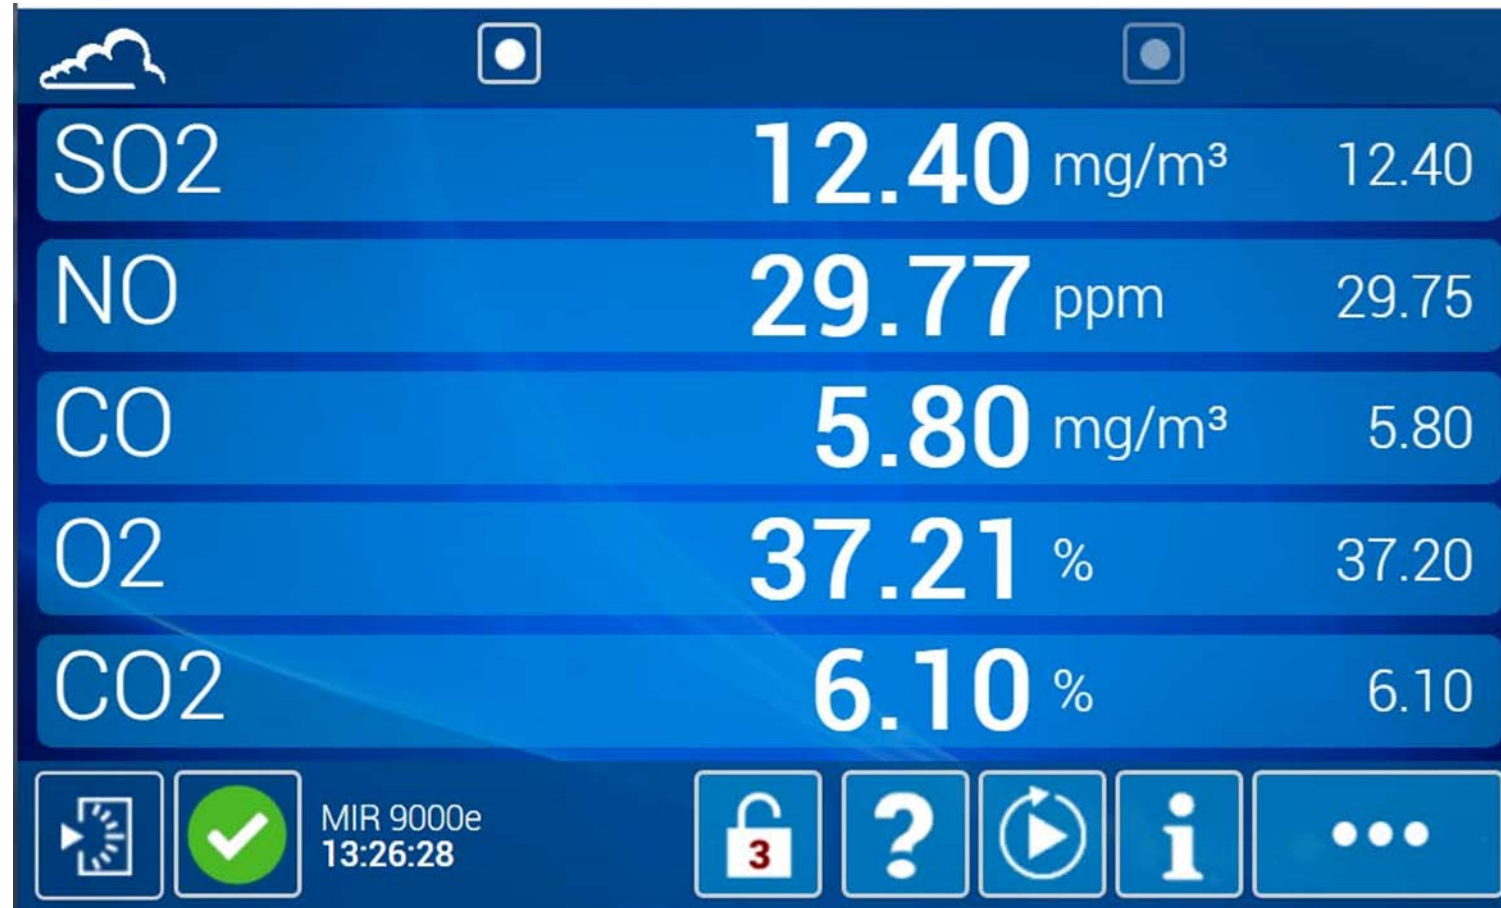 SO2 12.40 mg/m³ 12.40
NO 29.77 ppm 29.75
CO 5.80 mg/m³ 5.80
O2 37.21 % 37.20
CO2 6.10 % 6.10
MIR 9000e
13:26:28
3 ? i